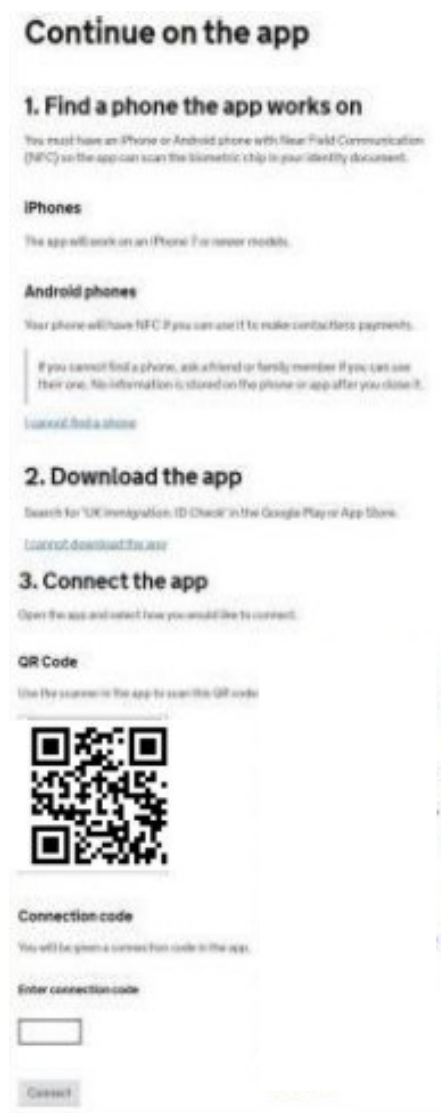 Continue on the app
1. Find a phone the app works on
You must have an iPhone or Android phone with Near Field Communication
(NFC) so the app can scan the biometric chip in your identity document.
iPhones
The app will work on an iPhone 7 or newer models.
Android phones
Your phone will have NFC if you can use it to make contactless payments.
If you cannot find a phone, ask a friend or family member if you can use
their one. No information is stored on the phone or app after you close it.
I cannot find a phone
2. Download the app
Search for 'UK Immigration: ID Check' in the Google Play or App Store.
I cannot download the app
3. Connect the app
Open the app and select how you would like to connect.
QR Code
Use the scanner in the app to scan this QR code
Connection code
You will be given a connection code in the app.
Enter connection code
Connect